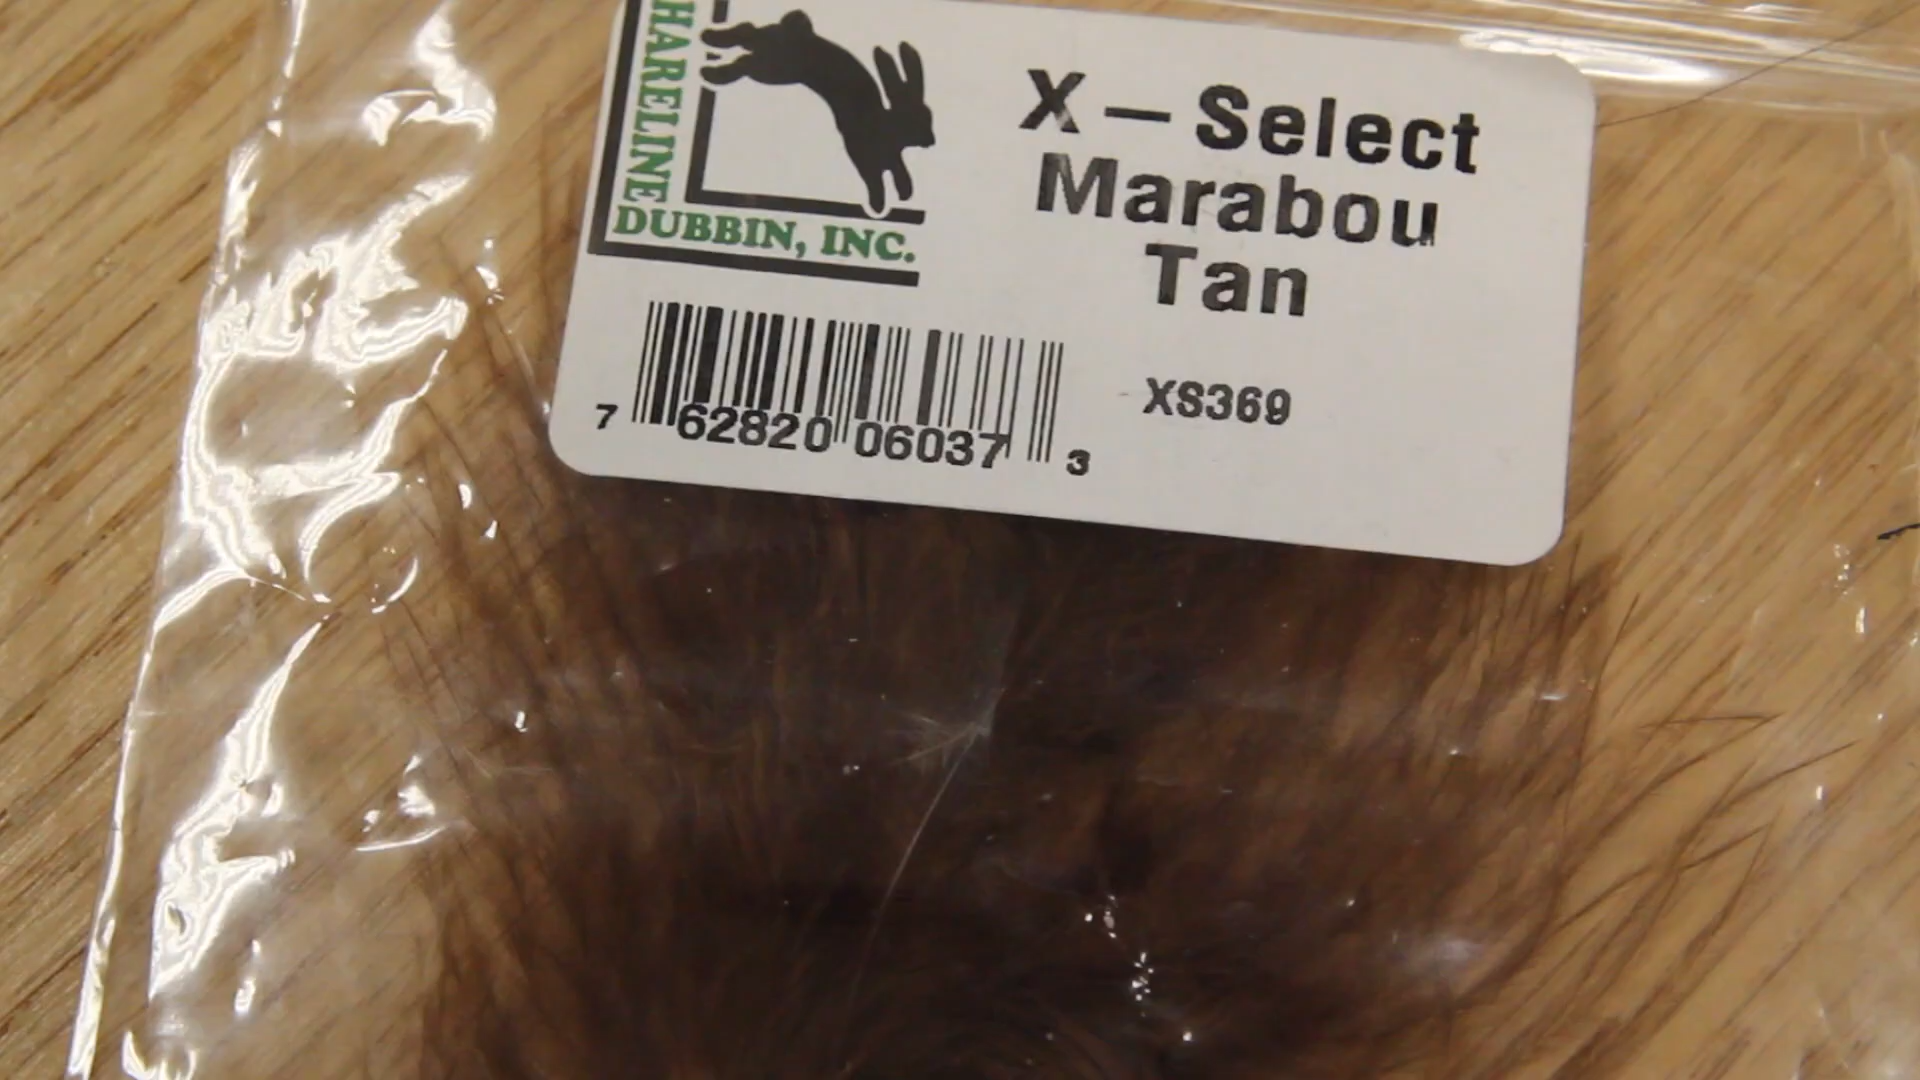 HARELINE
DUBBIN, INC.
X – Select
Marabou
Tan
XS369
7 62820 06037 3